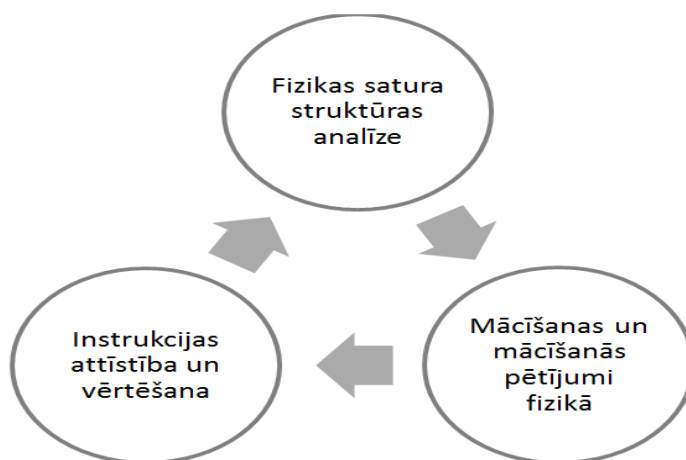 Fizikas satura
struktūras
analīze
Mācīšanas un
mācīšanās
pētījumi
fizikā
Instrukcijas
attīstība un
vērtēšana